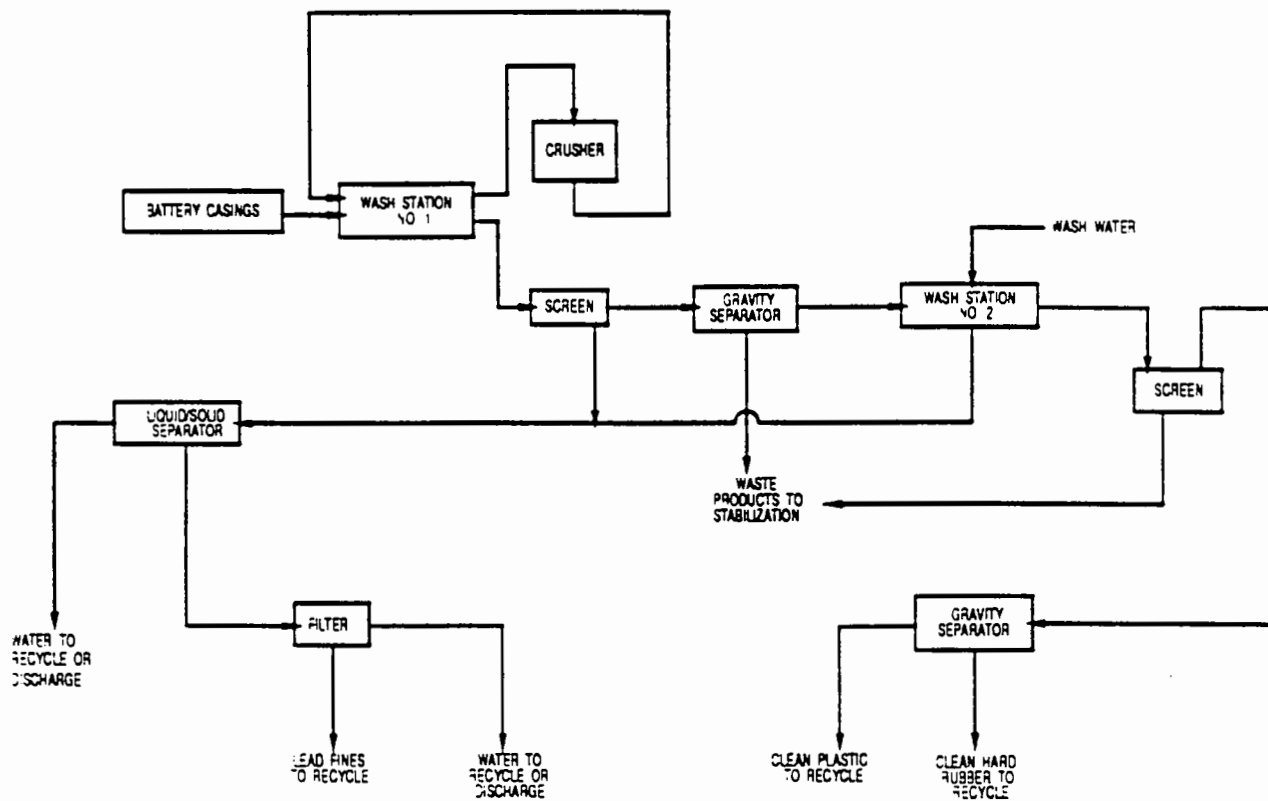 CRUSHER
BATTERY CASINGS
WASH STATION
NO. 1
WASH WATER
SCREEN
GRAVITY
SEPARATOR
WASH STATION
NO. 2
SCREEN
LIQUID/SOLID
SEPARATOR
WASTE
PRODUCTS TO
STABILIZATION
FILTER
GRAVITY
SEPARATOR
WATER TO
RECYCLE OR
DISCHARGE
LEAD FINES
TO RECYCLE
WATER TO
RECYCLE OR
DISCHARGE
CLEAN PLASTIC
TO RECYCLE
CLEAN HARD
RUBBER TO
RECYCLE